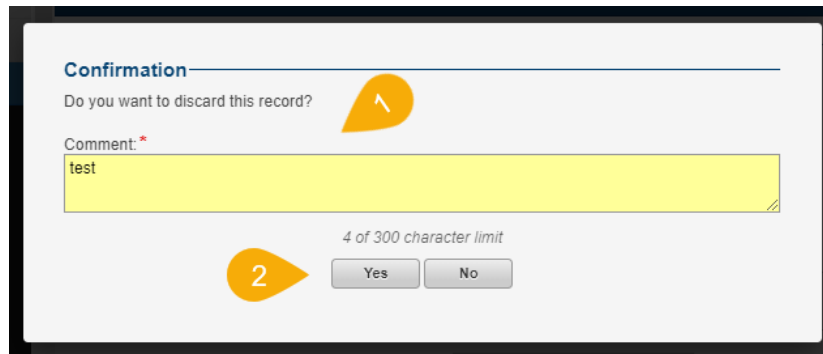 Confirmation
Do you want to discard this record?
1
Comment: *
test
4 of 300 character limit
2
Yes No